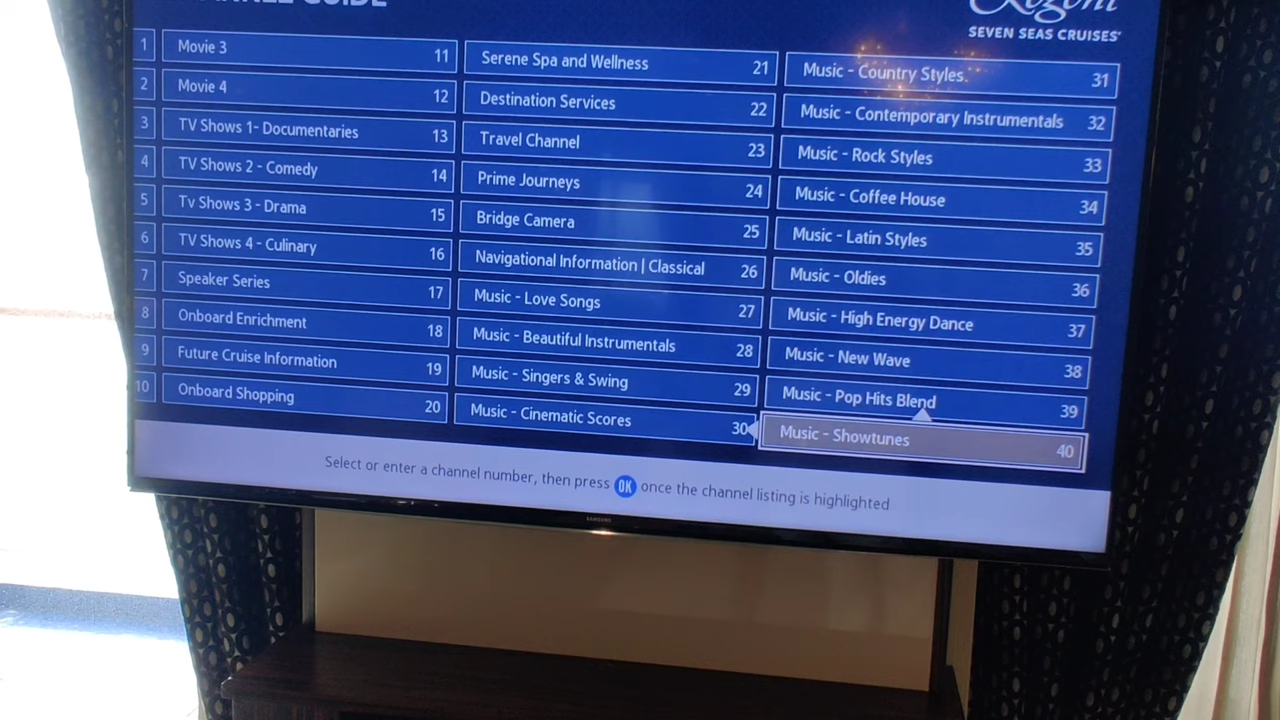 GUIDE
Regent
SEVEN SEAS CRUISES
1
2
3
4
5
6
7
8
9
10
Movie 3 11
Movie 4 12
TV Shows 1- Documentaries 13
TV Shows 2 - Comedy 14
Tv Shows 3 - Drama 15
TV Shows 4 - Culinary 16
Speaker Series 17
Onboard Enrichment 18
Future Cruise Information 19
Onboard Shopping 20
Serene Spa and Wellness 21
Destination Services 22
Travel Channel 23
Prime Journeys 24
Bridge Camera 25
Navigational Information | Classical 26
Music - Love Songs 27
Music - Beautiful Instrumentals 28
Music - Singers & Swing 29
Music - Cinematic Scores 30
Music - Country Styles 31
Music - Contemporary Instrumentals 32
Music - Rock Styles 33
Music - Coffee House 34
Music - Latin Styles 35
Music - Oldies 36
Music - High Energy Dance 37
Music - New Wave 38
Music - Pop Hits Blend 39
Music - Showtunes 40
Select or enter a channel number, then press OK once the channel listing is highlighted
SAMSUNG